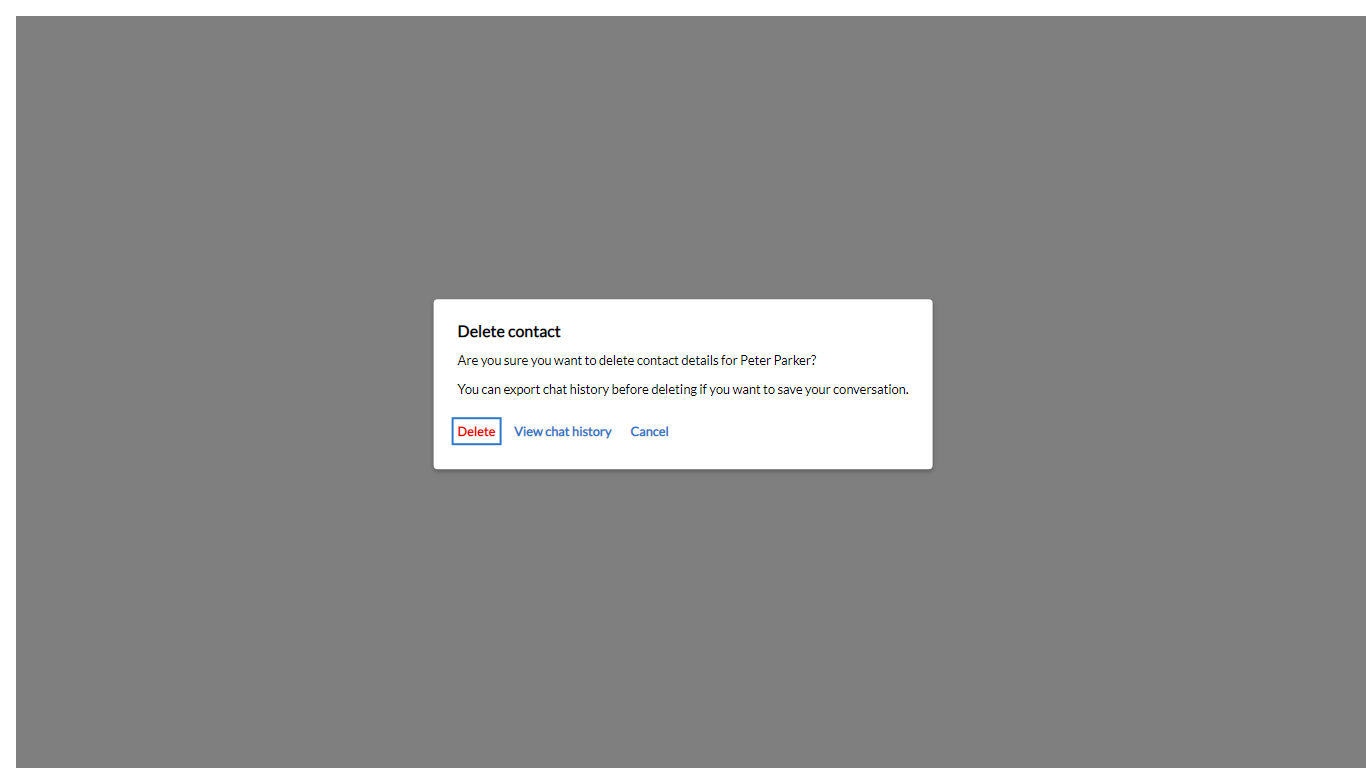 Delete contact
Are you sure you want to delete contact details for Peter Parker?
You can export chat history before deleting if you want to save your conversation.
Delete View chat history Cancel